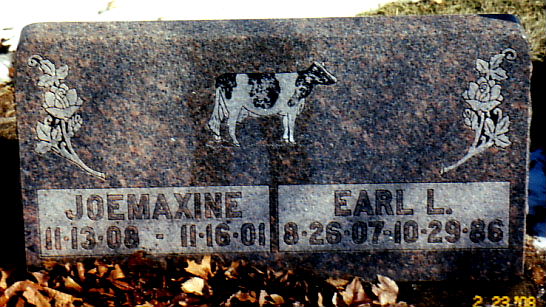 JOEMAXINE
11·13·08 - 11·16·01
EARL L.
8·26·07-10·29·86
2 23 '08